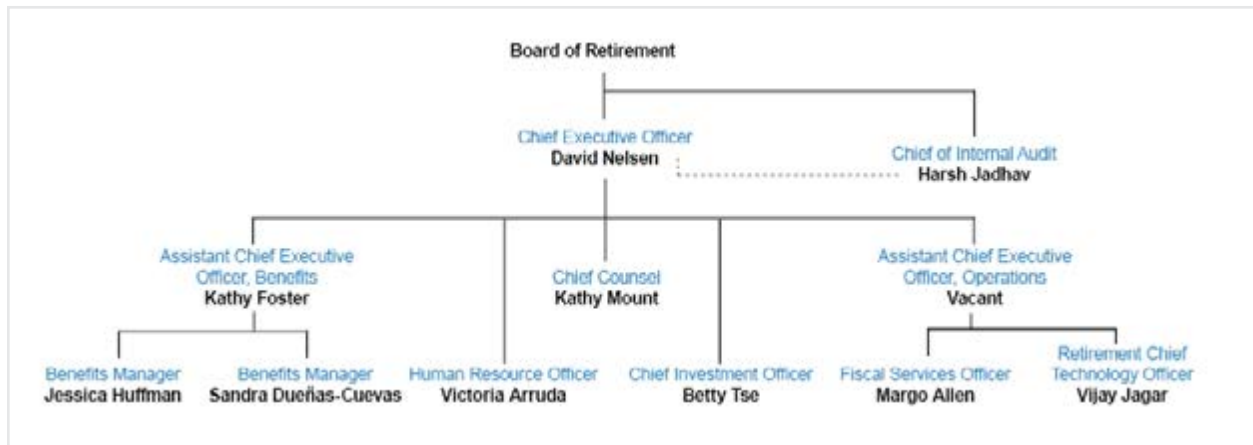 Board of Retirement
Chief Executive Officer
David Nelsen
Chief of Internal Audit
Harsh Jadhav
Assistant Chief Executive
Officer, Benefits
Kathy Foster
Chief Counsel
Kathy Mount
Assistant Chief Executive
Officer, Operations
Vacant
Benefits Manager
Jessica Huffman
Benefits Manager
Sandra Dueñas-Cuevas
Human Resource Officer
Victoria Arruda
Chief Investment Officer
Betty Tse
Fiscal Services Officer
Margo Allen
Retirement Chief
Technology Officer
Vijay Jagar